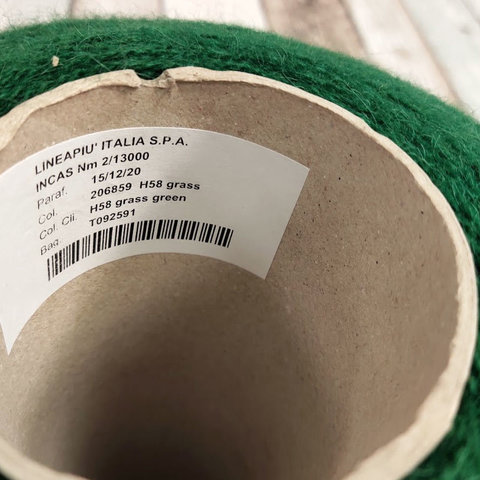 LINEAPIU' ITALIA S.P.A.
INCAS Nm 2/13000
Paraf. 15/12/20
Col. 206859 H58 grass
Col. Cli. H58 grass green
Bag T092591